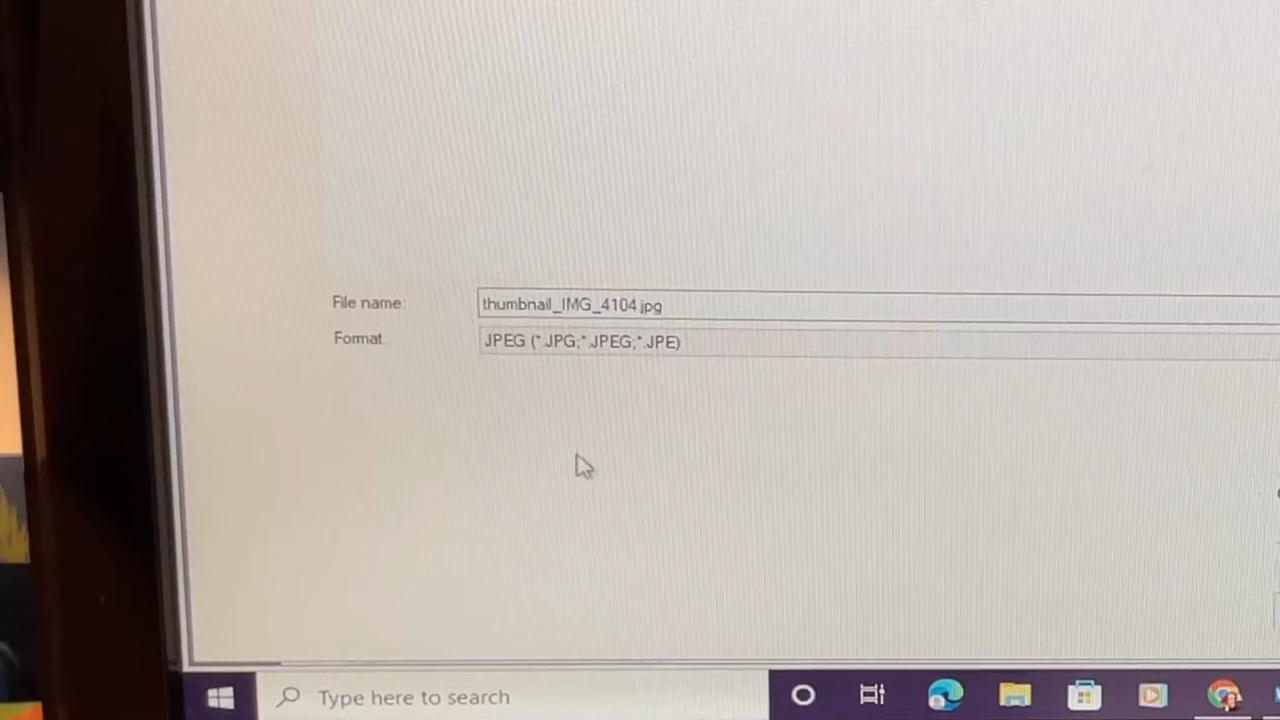 File name:
thumbnail_IMG_4104.jpg
Format
JPEG (*.JPG;*.JPEG;*.JPE)
Type here to search